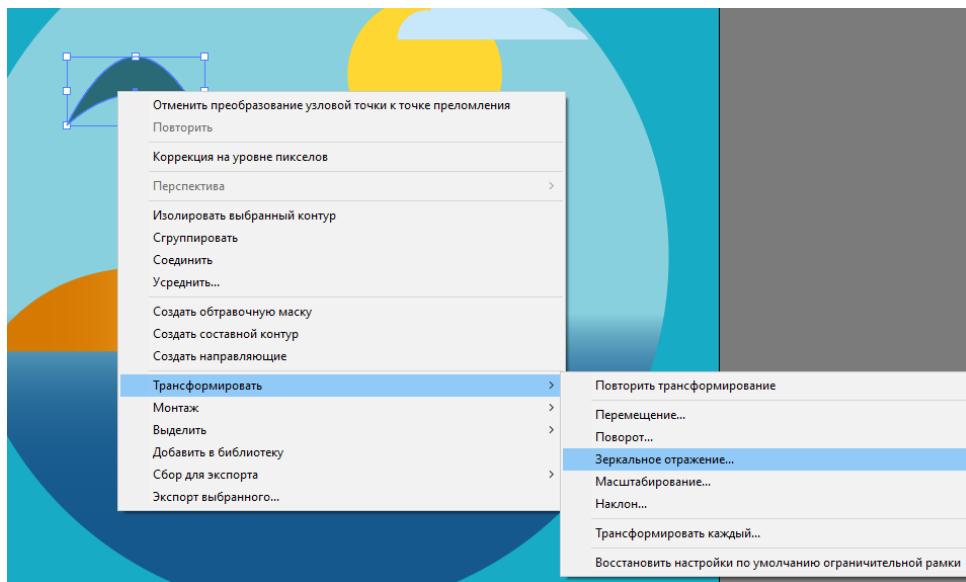 Отменить преобразование узловой точки к точке преломления
Повторить
Коррекция на уровне пикселов
Перспектива
Изолировать выбранный контур
Сгруппировать
Соединить
Усреднить...
Создать обтравочную маску
Создать составной контур
Создать направляющие
Трансформировать
Монтаж
Выделить
Добавить в библиотеку
Сбор для экспорта
Экспорт выбранного...
Повторить трансформирование
Перемещение...
Поворот...
Зеркальное отражение...
Масштабирование...
Наклон...
Трансформировать каждый...
Восстановить настройки по умолчанию ограничительной рамки